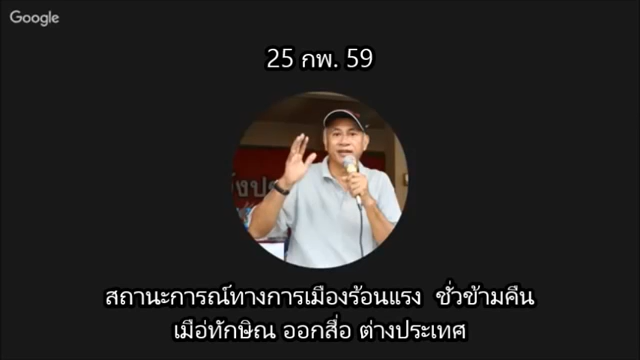 Google
25 กพ. 59
สถานะการณ์ทางการเมืองร้อนแรง ชั่วข้ามคืน
เมือ่ทักษิณ ออกสื่อ ต่างประเทศ